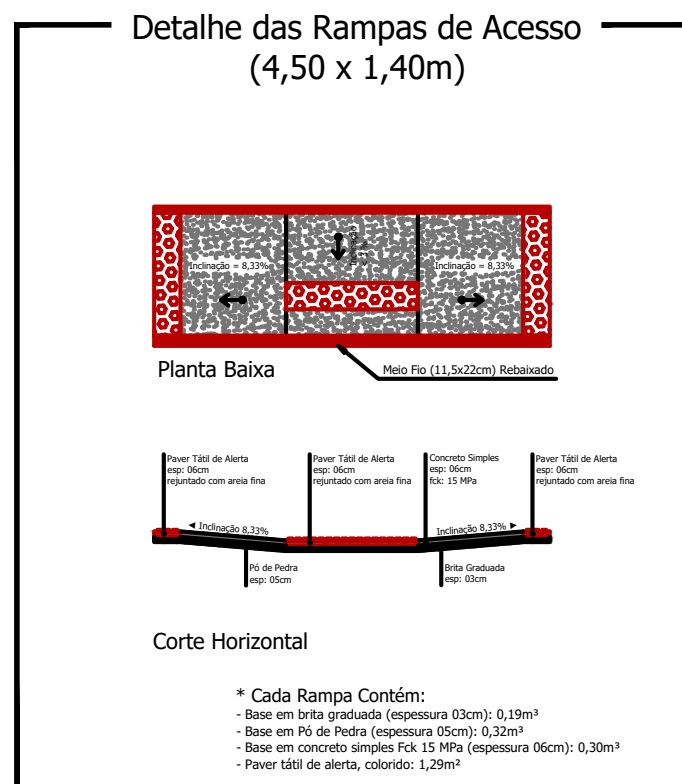 Detalhe das Rampas de Acesso
(4,50 x 1,40m)
Inclinação
< 2%
Inclinação = 8,33%
Inclinação = 8,33%
Planta Baixa
Meio Fio (11,5x22cm) Rebaixado
Paver Tátil de Alerta
esp: 06cm
rejuntado com areia fina
Paver Tátil de Alerta
esp: 06cm
rejuntado com areia fina
Concreto Simples
esp: 06cm
fck: 15 MPa
Paver Tátil de Alerta
esp: 06cm
rejuntado com areia fina
Inclinação 8,33%
Inclinação 8,33%
Pó de Pedra
esp: 05cm
Brita Graduada
esp: 03cm
Corte Horizontal
* Cada Rampa Contém:
- Base em brita graduada (espessura 03cm): 0,19m³
- Base em Pó de Pedra (espessura 05cm): 0,32m³
- Base em concreto simples Fck 15 MPa (espessura 06cm): 0,30m³
- Paver tátil de alerta, colorido: 1,29m²